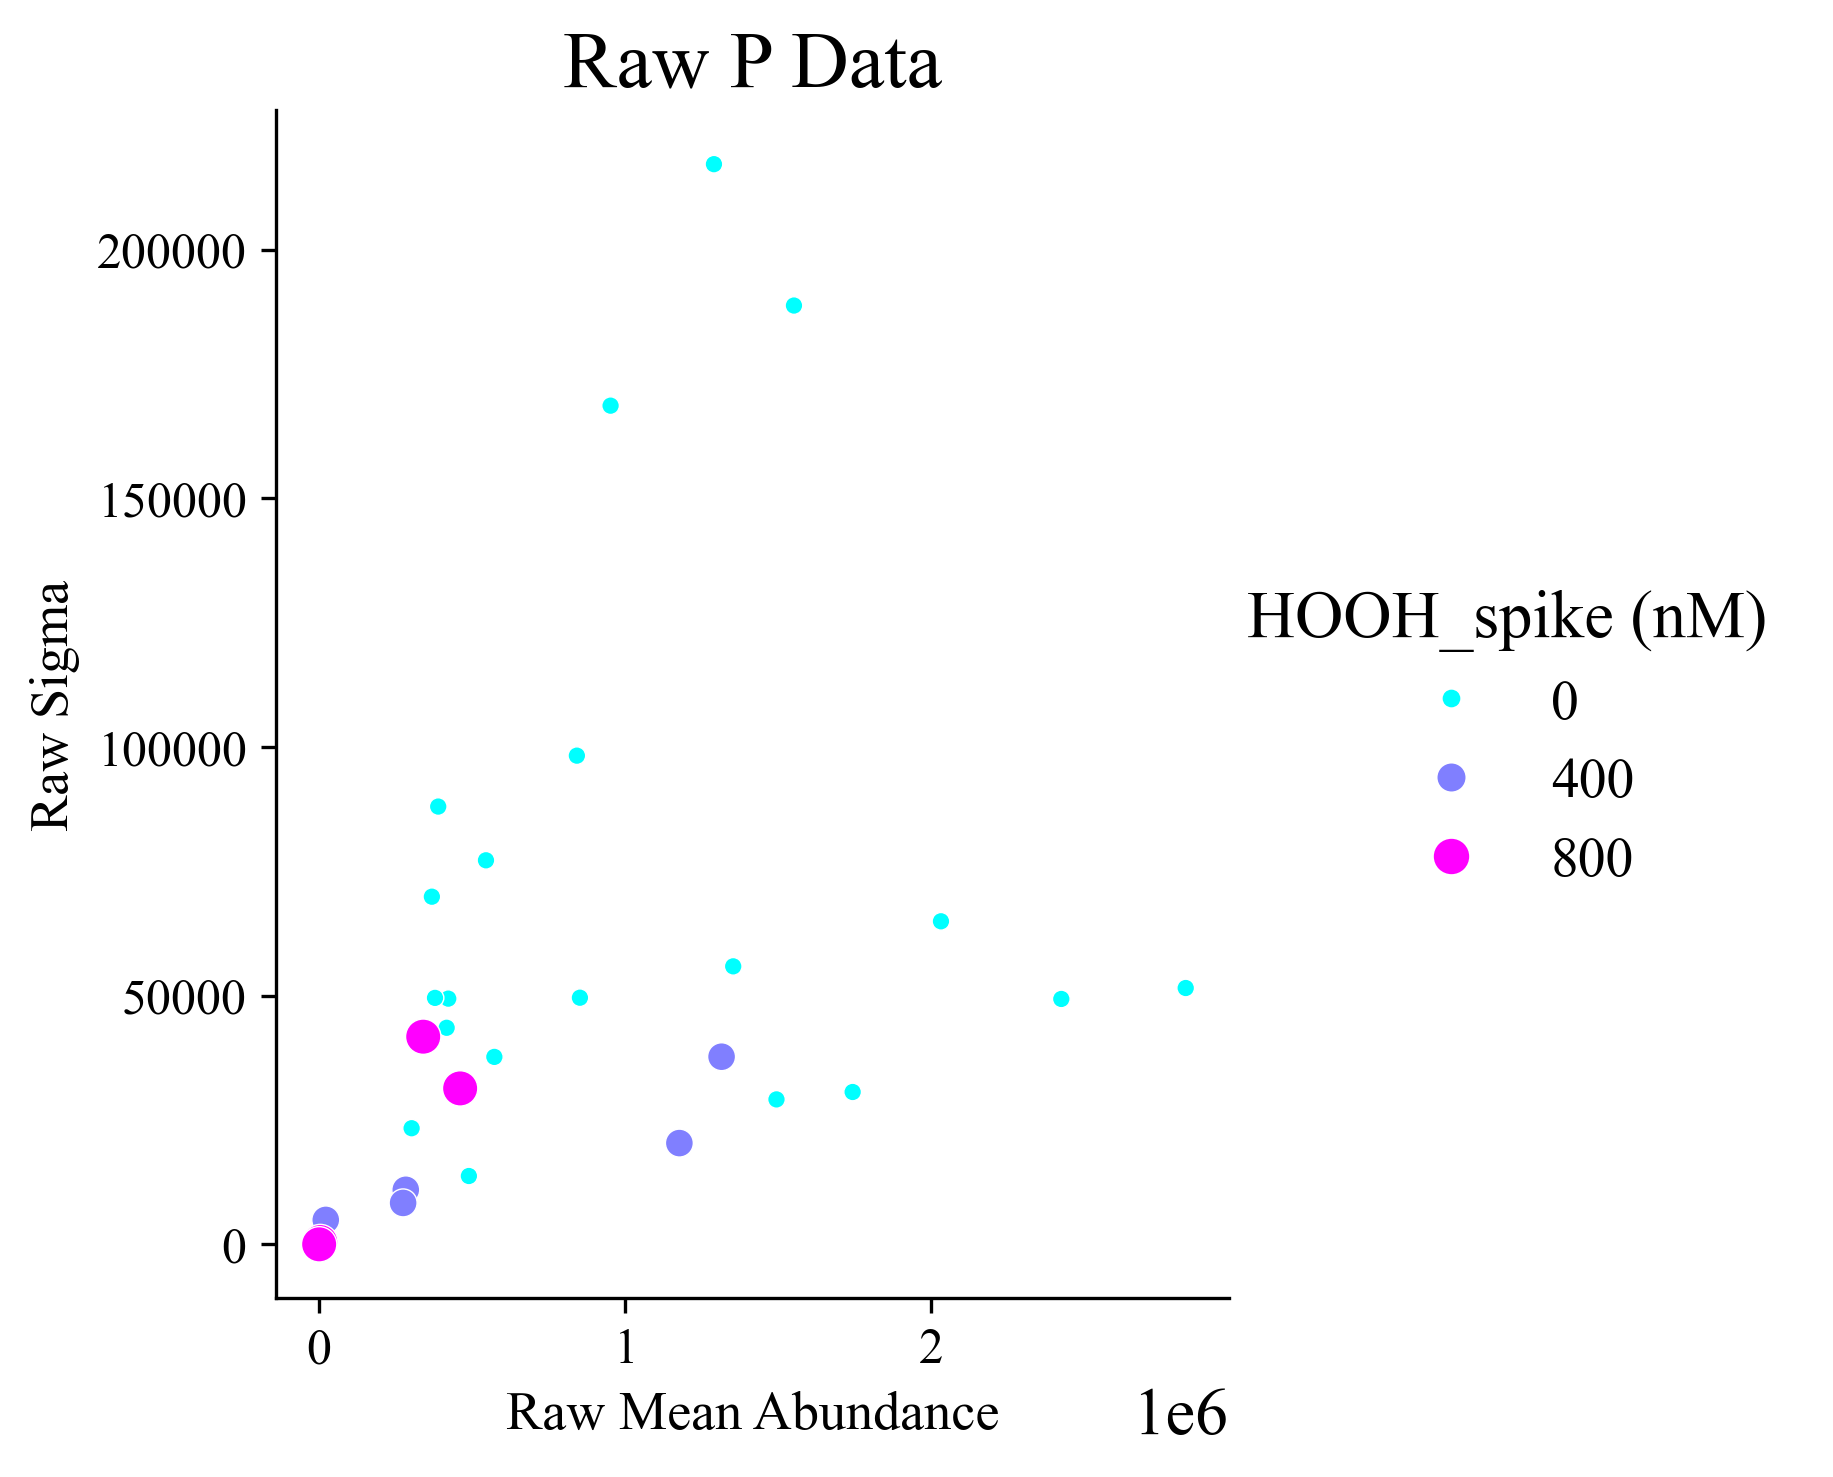 Raw P Data
200000
150000
100000
50000
0
Raw Sigma
0 1 2
Raw Mean Abundance
1e6
HOOH_spike (nM)
0
400
800